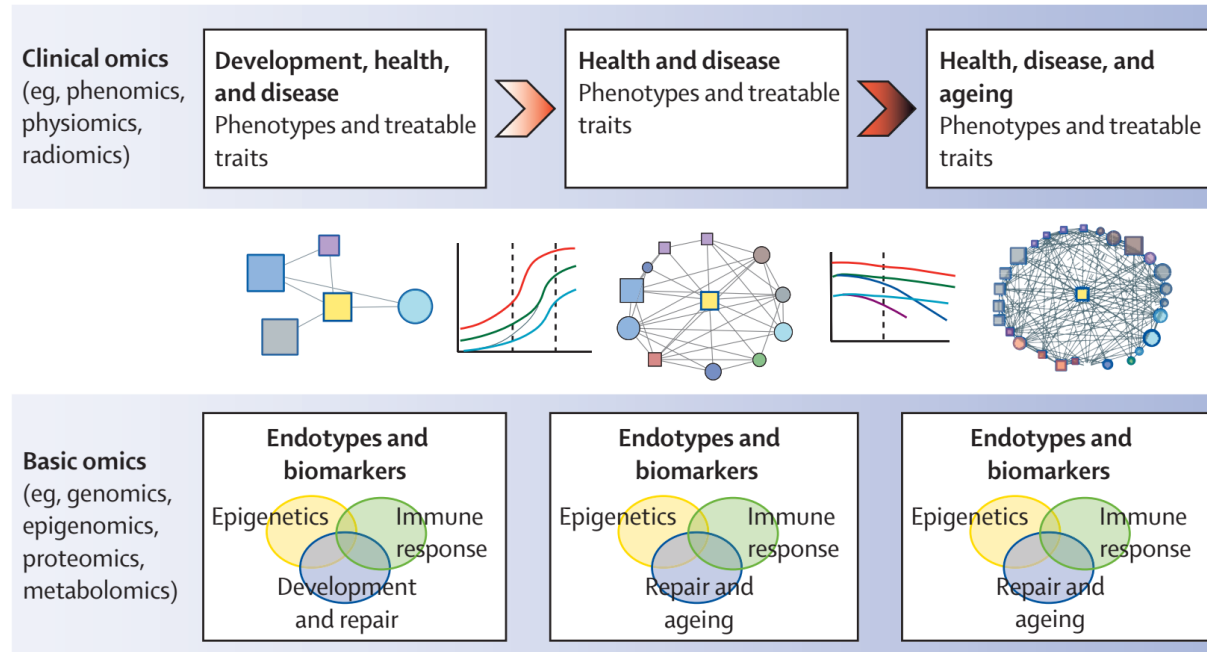 Clinical omics
(eg, phenomics,
physiomics,
radiomics)
Development, health,
and disease
Phenotypes and treatable
traits
Health and disease
Phenotypes and treatable
traits
Health, disease, and
ageing
Phenotypes and treatable
traits
Basic omics
(eg, genomics,
epigenomics,
proteomics,
metabolomics)
Endotypes and
biomarkers
Epigenetics
Immune
response
Development
and repair
Endotypes and
biomarkers
Epigenetics
Immune
response
Repair and
ageing
Endotypes and
biomarkers
Epigenetics
Immune
response
Repair and
ageing